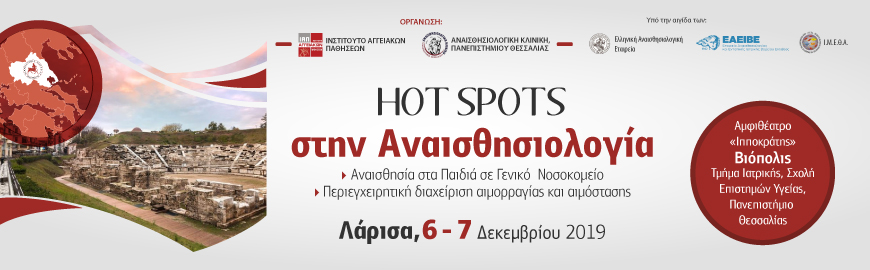 ΟΡΓΑΝΩΣΗ:
ΙΝΣΤΙΤΟΥΤΟ ΑΓΓΕΙΑΚΩΝ
ΠΑΘΗΣΕΩΝ
ΑΝΑΙΣΘΗΣΙΟΛΟΓΙΚΗ ΚΛΙΝΙΚΗ,
ΠΑΝΕΠΙΣΤΗΜΙΟΥ ΘΕΣΣΑΛΙΑΣ
Υπό την αιγίδα των:
Ελληνική Αναισθησιολογική
Εταιρεία
ΕΑΕΙΒΕ
Ι.Μ.Ε.Θ.Α.
HOT SPOTS
στην Αναισθησιολογία
Αναισθησία στα Παιδιά σε Γενικό Νοσοκομείο
Περιεγχειρητική διαχείριση αιμορραγίας και αιμόστασης
Λάρισα, 6 - 7 Δεκεμβρίου 2019
Αμφιθέατρο
«Ιπποκράτης»
Βιόπολις
Τμήμα Ιατρικής, Σχολή
Επιστημών Υγείας,
Πανεπιστήμιο
Θεσσαλίας